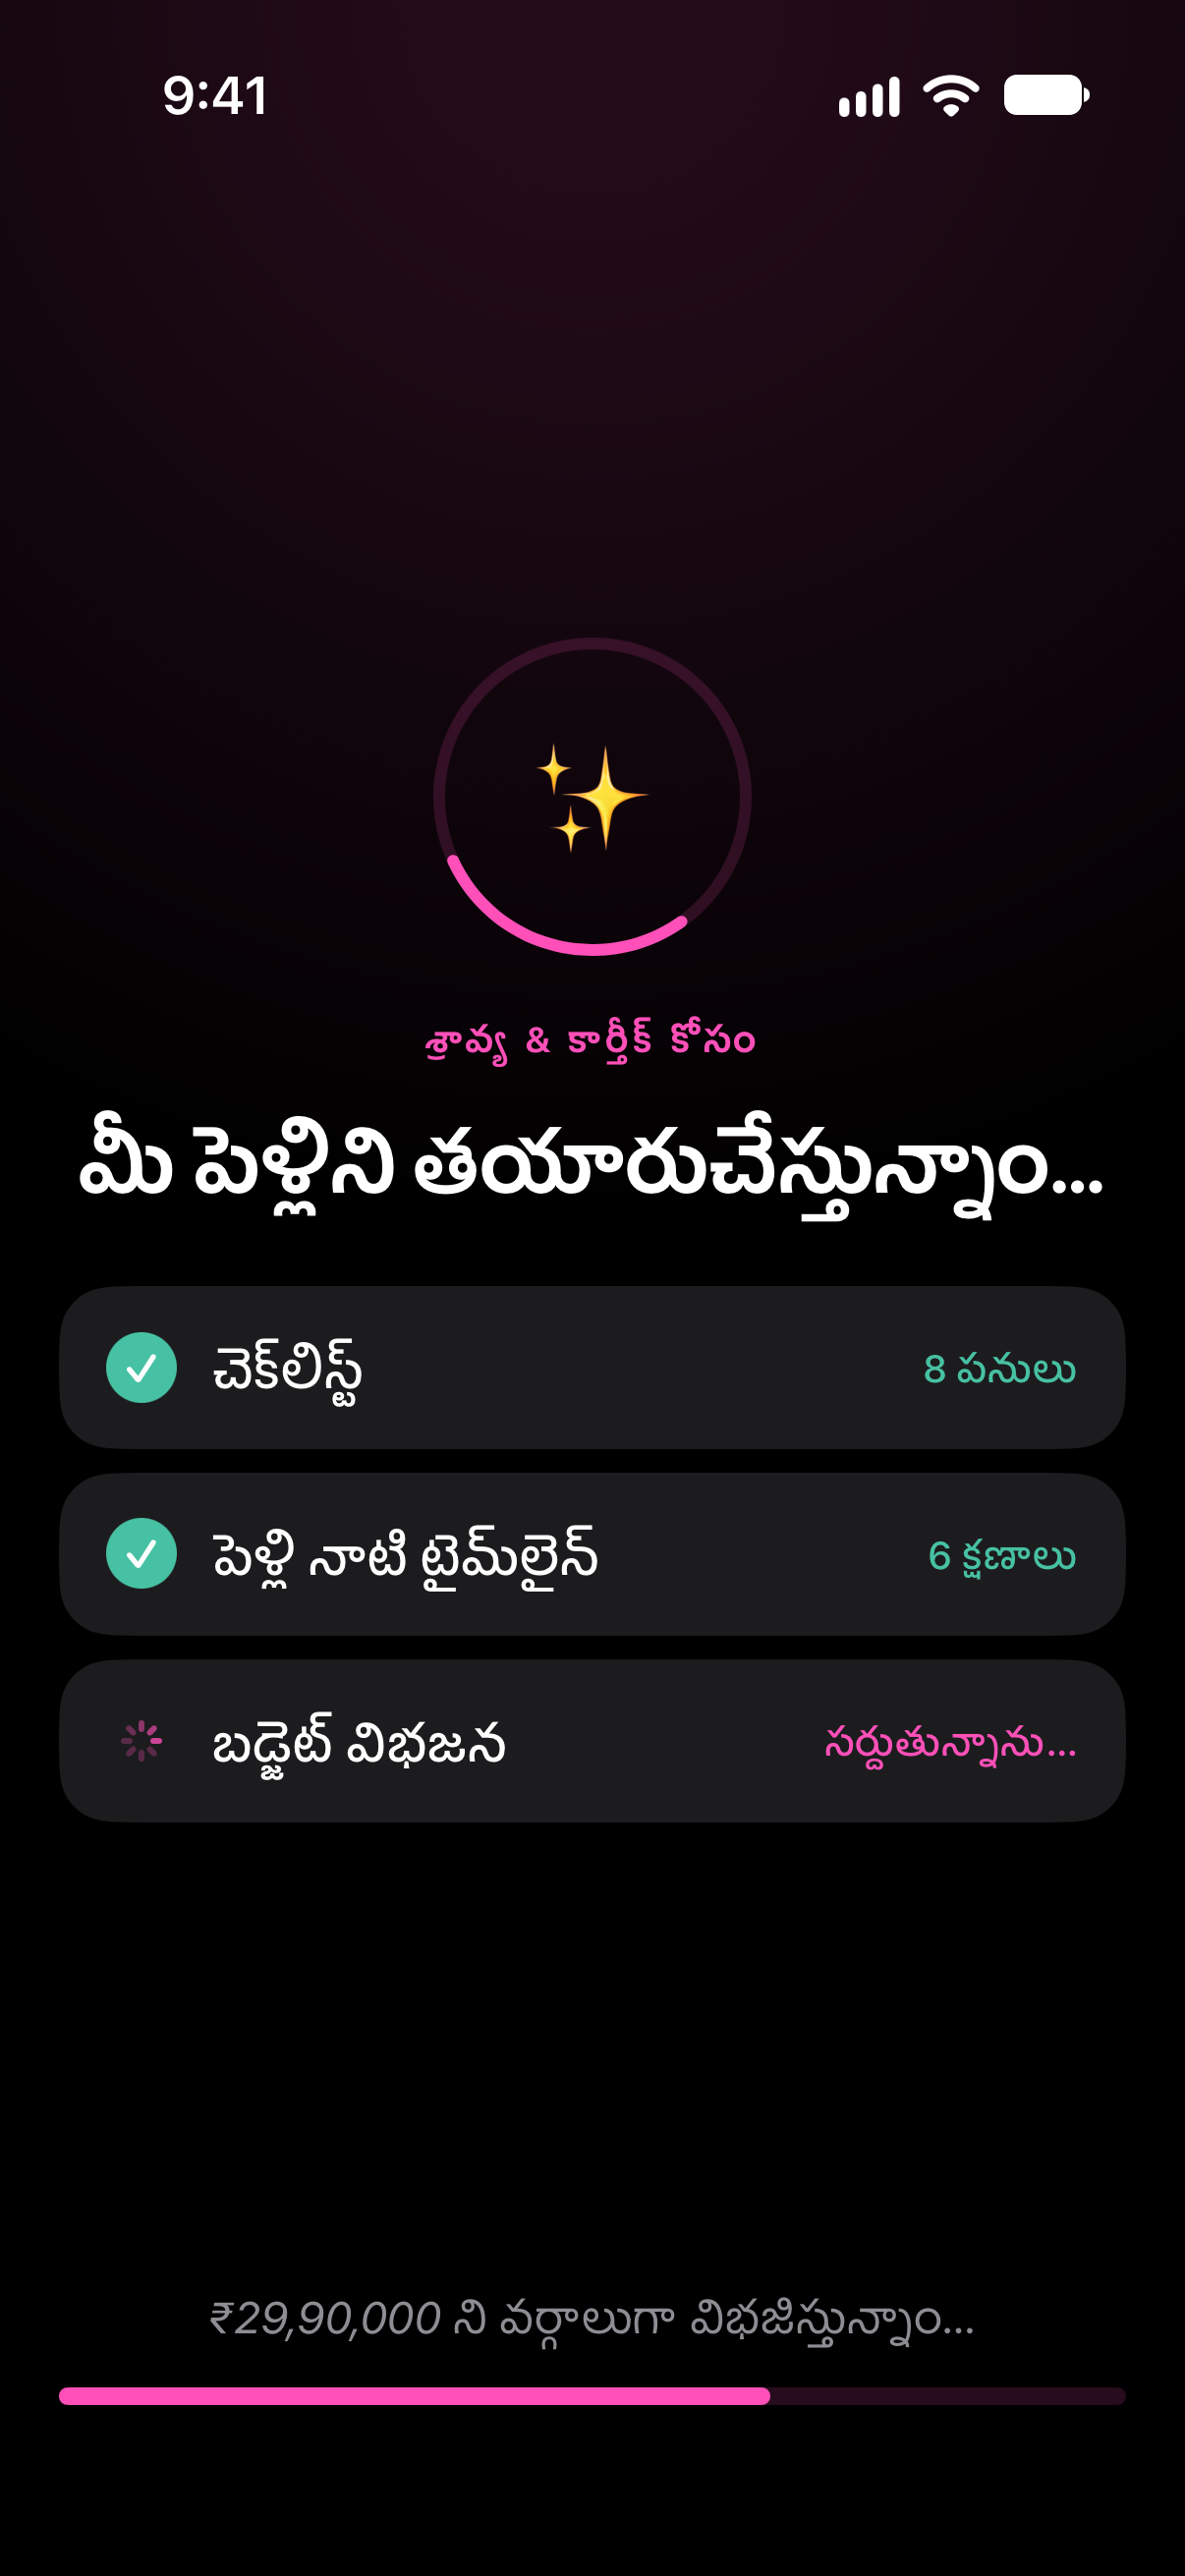 9:41
శ్రావ్య & కార్తీక్ కోసం
మీ పెళ్లిని తయారుచేస్తున్నాం...
చెక్‌లిస్ట్
8 పనులు
పెళ్లి నాటి టైమ్‌లైన్
6 క్షణాలు
బడ్జెట్ విభజన
సర్దుతున్నాను...
₹29,90,000 ని వర్గాలుగా విభజిస్తున్నాం...